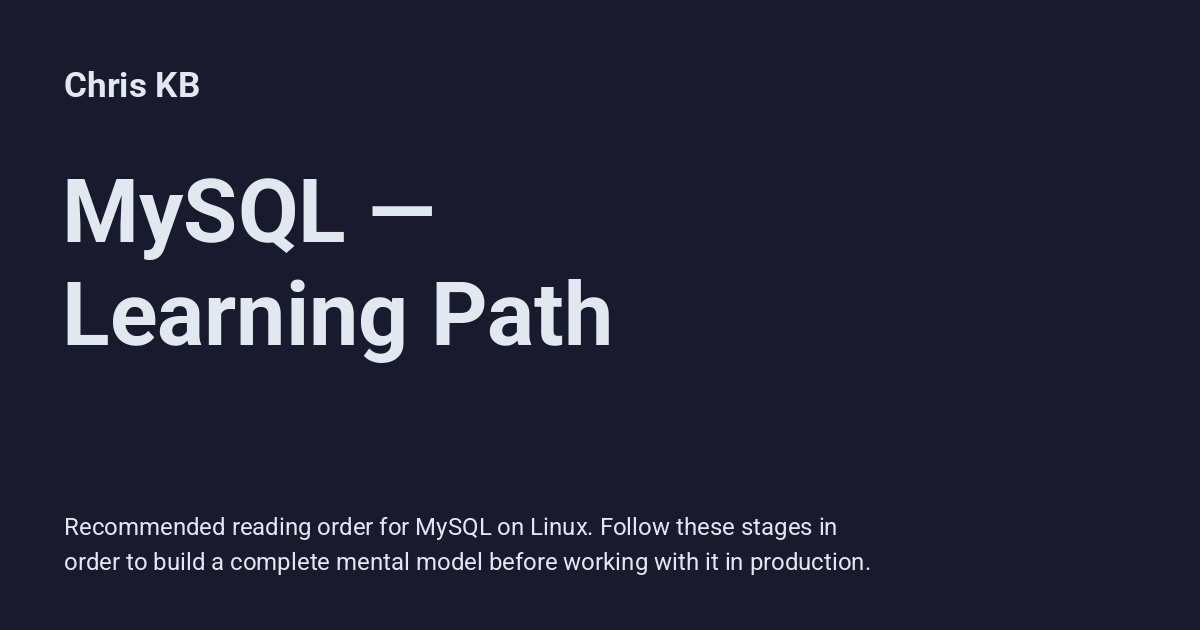 Chris KB
MySQL —
Learning Path
Recommended reading order for MySQL on Linux. Follow these stages in
order to build a complete mental model before working with it in production.